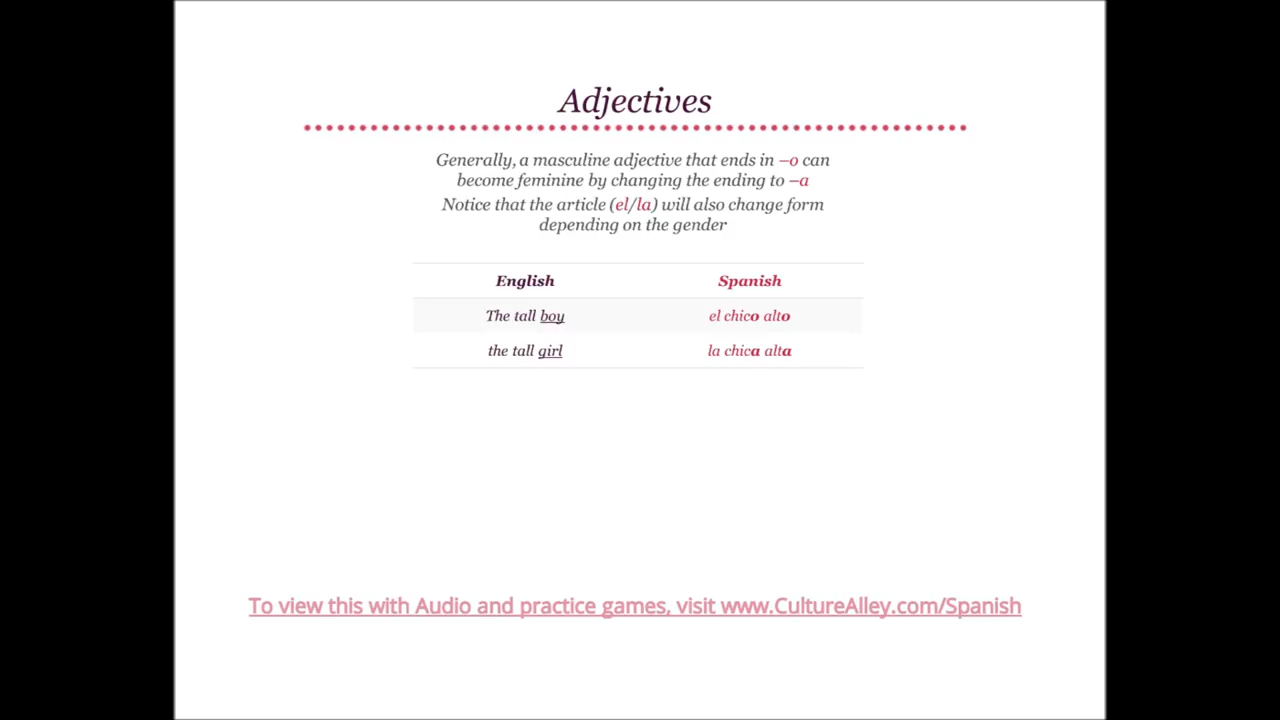 Adjectives
Generally, a masculine adjective that ends in –o can
become feminine by changing the ending to –a
Notice that the article (el/la) will also change form
depending on the gender
English Spanish
The tall boy el chico alto
the tall girl la chica alta
To view this with Audio and practice games, visit www.CultureAlley.com/Spanish